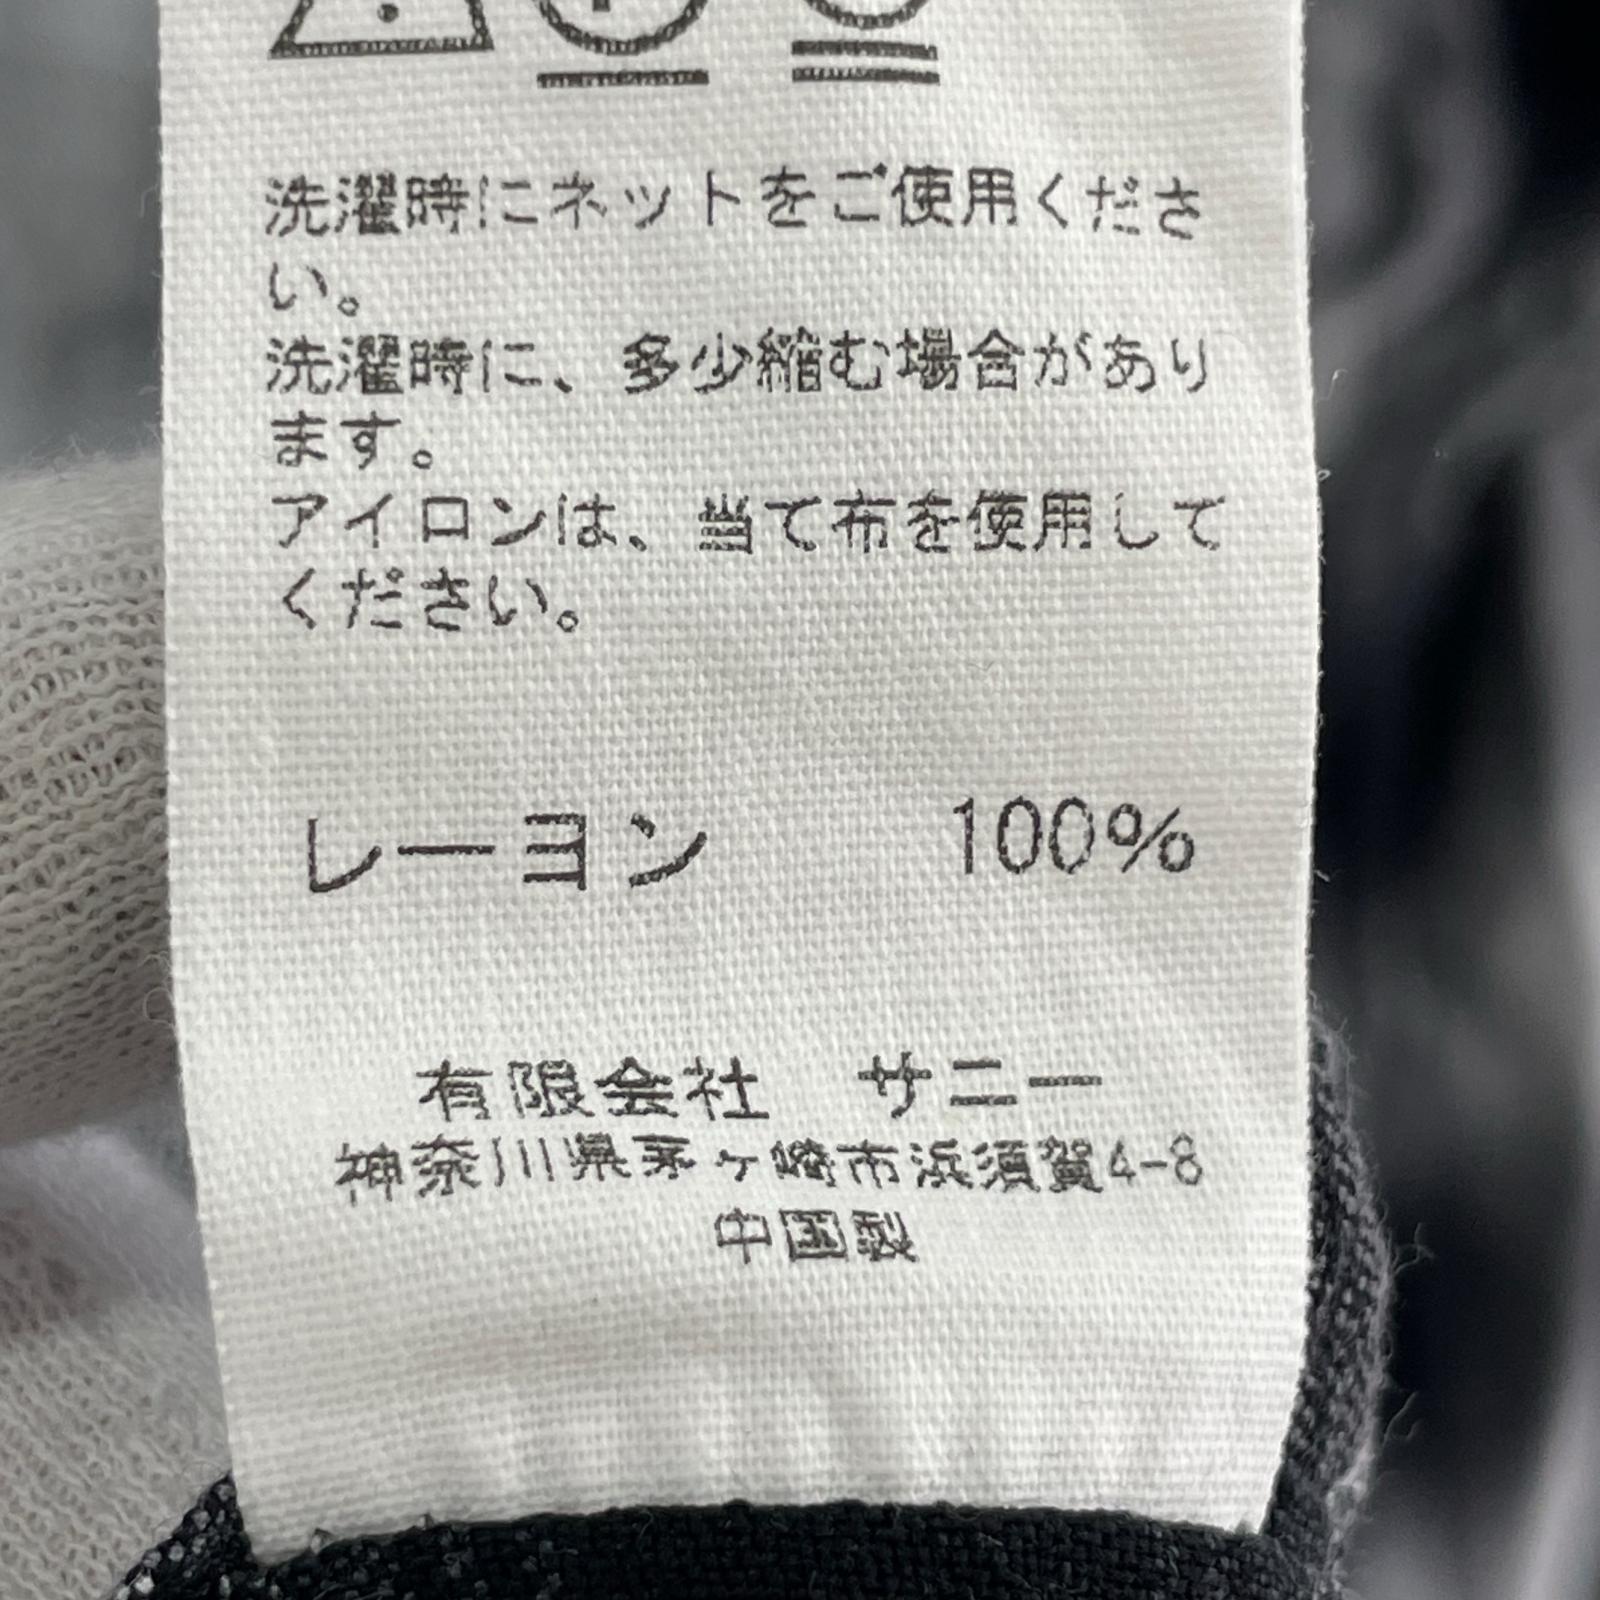 洗濯時にネットをご使用くださ
い。
洗濯時に、多少縮む場合があり
ます。
アイロンは、当て布を使用して
ください。
レーヨン 100%
有限会社 サニー
神奈川県茅ヶ崎市浜須賀4-8
中国製